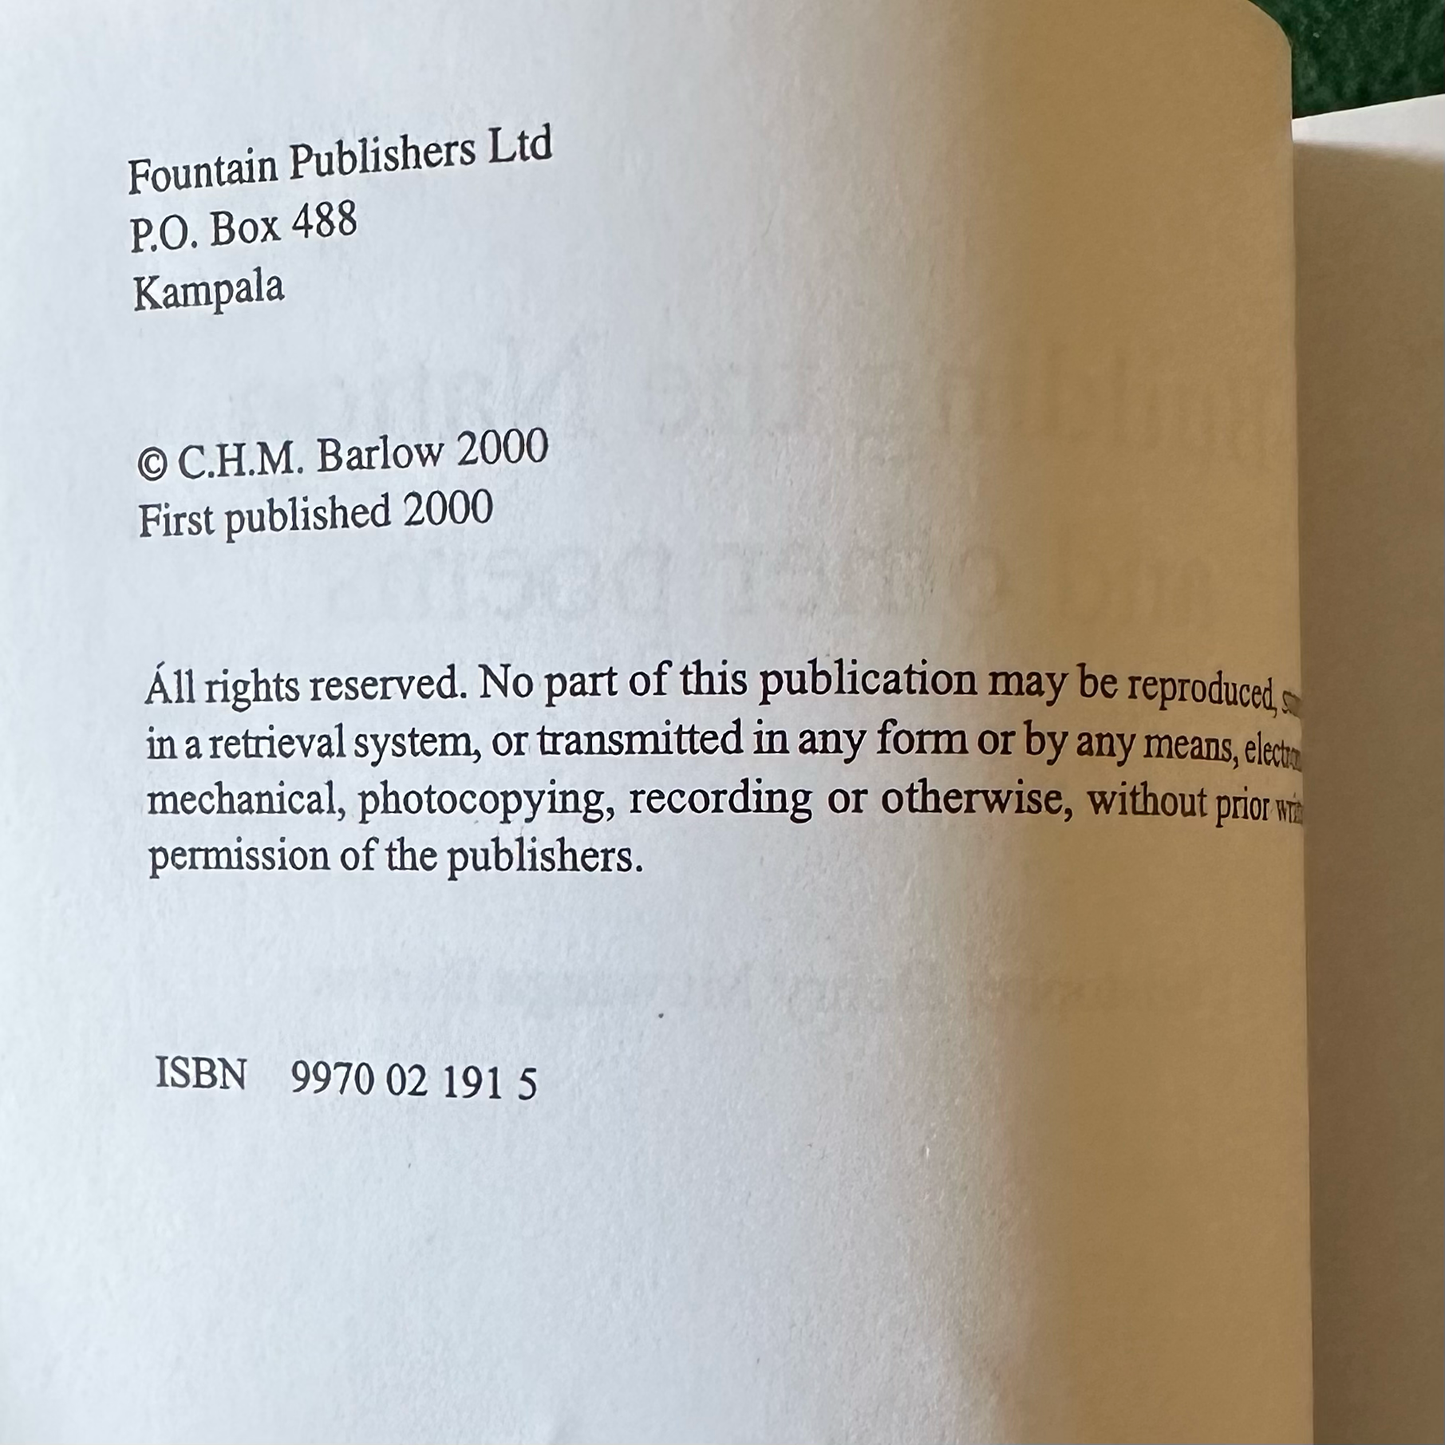 Fountain Publishers Ltd
P.O. Box 488
Kampala
© C.H.M. Barlow 2000
First published 2000
Áll rights reserved. No part of this publication may be reproduced,
in a retrieval system, or transmitted in any form or by any means,
mechanical, photocopying, recording or otherwise, without prior
permission of the publishers.
ISBN 9970 02 191 5